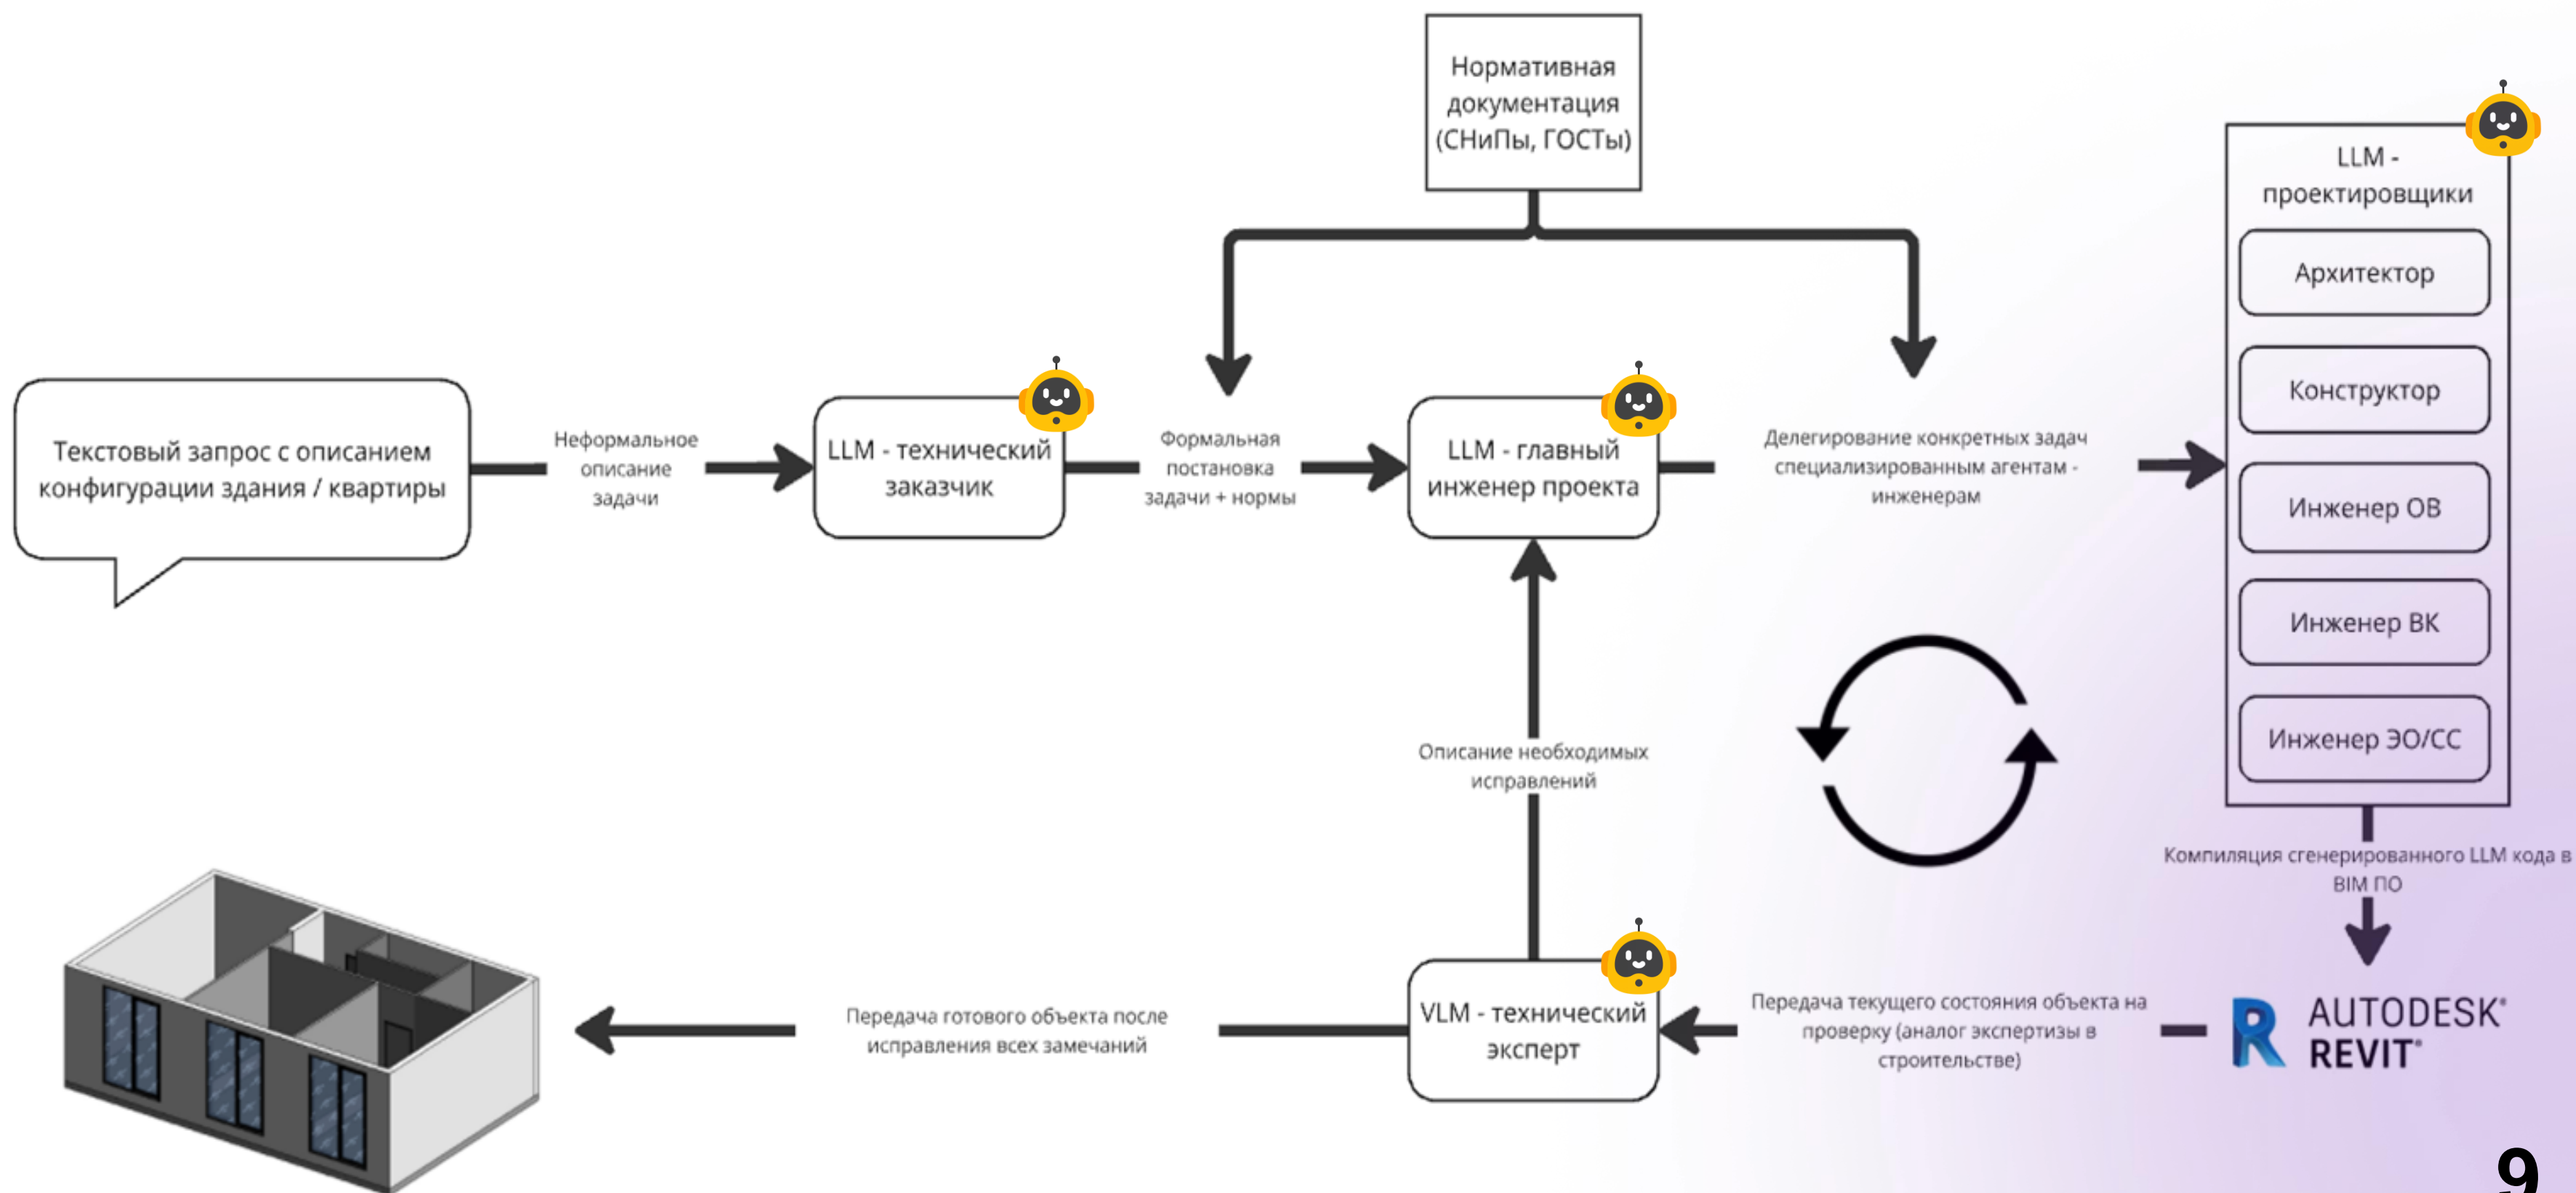 Нормативная
документация
(СНиПы, ГОСТы)
LLM -
проектировщики
Архитектор
Конструктор
Инженер ОВ
Инженер ВК
Инженер ЭО/СС
Текстовый запрос с описанием
конфигурации здания / квартиры
Неформальное
описание
задачи
LLM - технический
заказчик
Формальная
постановка
задачи + нормы
LLM - главный
инженер проекта
Делегирование конкретных задач
специализированным агентам -
инженерам
Описание необходимых
исправлений
Компиляция сгенерированного LLM кода в
BIM ПО
Передача готового объекта после
исправления всех замечаний
VLM - технический
эксперт
Передача текущего состояния объекта на
проверку (аналог экспертизы в
строительстве)
R
AUTODESK®
REVIT®
9